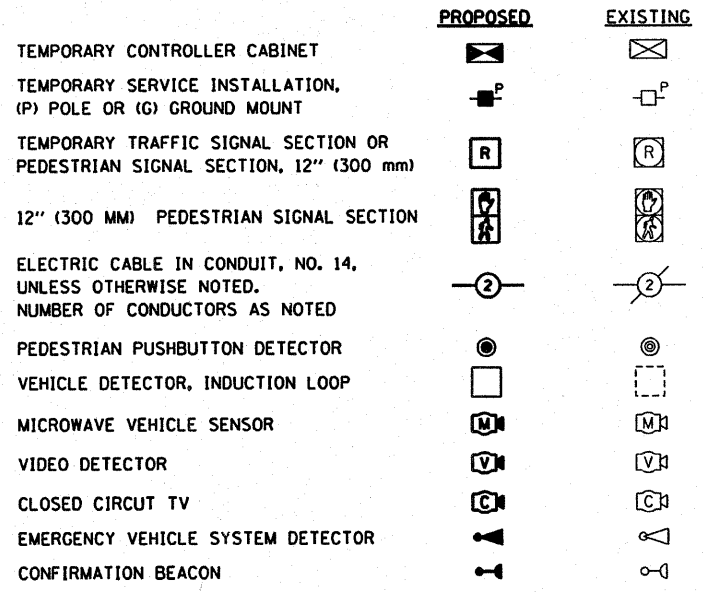 PROPOSED EXISTING
TEMPORARY CONTROLLER CABINET
TEMPORARY SERVICE INSTALLATION, P P
(P) POLE OR (G) GROUND MOUNT
TEMPORARY TRAFFIC SIGNAL SECTION OR R R
PEDESTRIAN SIGNAL SECTION, 12" (300 mm)
12" (300 MM) PEDESTRIAN SIGNAL SECTION
ELECTRIC CABLE IN CONDUIT, NO. 14,
UNLESS OTHERWISE NOTED. 2 2
NUMBER OF CONDUCTORS AS NOTED
PEDESTRIAN PUSHBUTTON DETECTOR
VEHICLE DETECTOR, INDUCTION LOOP
MICROWAVE VEHICLE SENSOR M M
VIDEO DETECTOR V V
CLOSED CIRCUT TV C C
EMERGENCY VEHICLE SYSTEM DETECTOR
CONFIRMATION BEACON